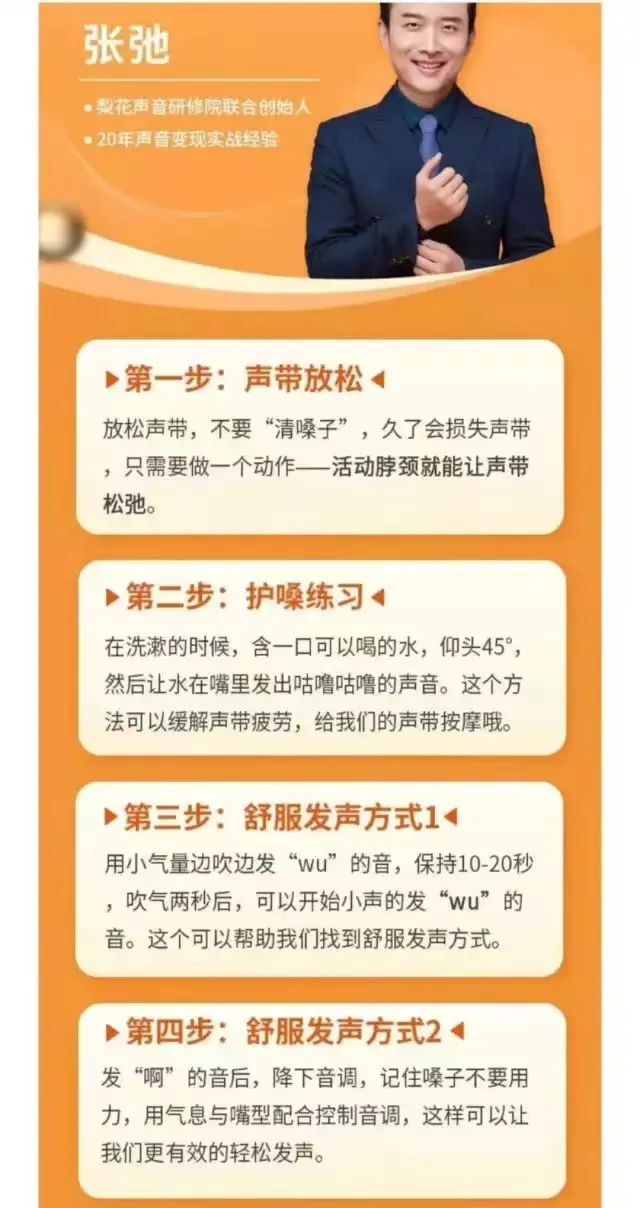 张弛
• 梨花声音研修院联合创始人
• 20年声音变现实战经验
▶第一步：声带放松◀
放松声带，不要“清嗓子”，久了会损失声带
，只需要做一个动作——活动脖颈就能让声带
松弛。
▶第二步：护嗓练习◀
在洗漱的时候，含一口可以喝的水，仰头45°，
然后让水在嘴里发出咕噜咕噜的声音。这个方
法可以缓解声带疲劳，给我们的声带按摩哦。
▶第三步：舒服发声方式1◀
用小气量边吹边发“wu”的音，保持10-20秒
，吹气两秒后，可以开始小声的发“wu”的
音。这个可以帮助我们找到舒服发声方式。
▶第四步：舒服发声方式2◀
发“啊”的音后，降下音调，记住嗓子不要用
力，用气息与嘴型配合控制音调，这样可以让
我们更有效的轻松发声。